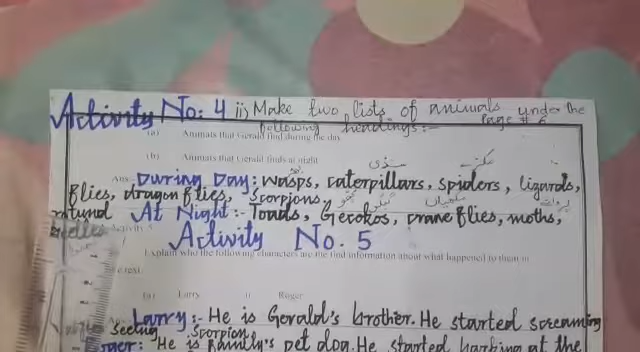 Activity No: 4 ii) Make two lists of animals under the
following headings:- Page # 6
(a) Animals that Gerald find during the day
(b) Animals that Gerald finds at night
Ans:- During Day: wasps, caterpillars, spiders, lizards,
flies, dragon flies, Scorpions,
At Night:- Toads, Geckos, crane flies, moths,
beetles
Activity No. 5
Explain who the following characters are the find information about what happened to them in
e text.
(a) Larry ii Roger
Larry:- He is Gerald's brother. He started screaming
seeing scorpion.
He is family's pet dog. He started barking at the